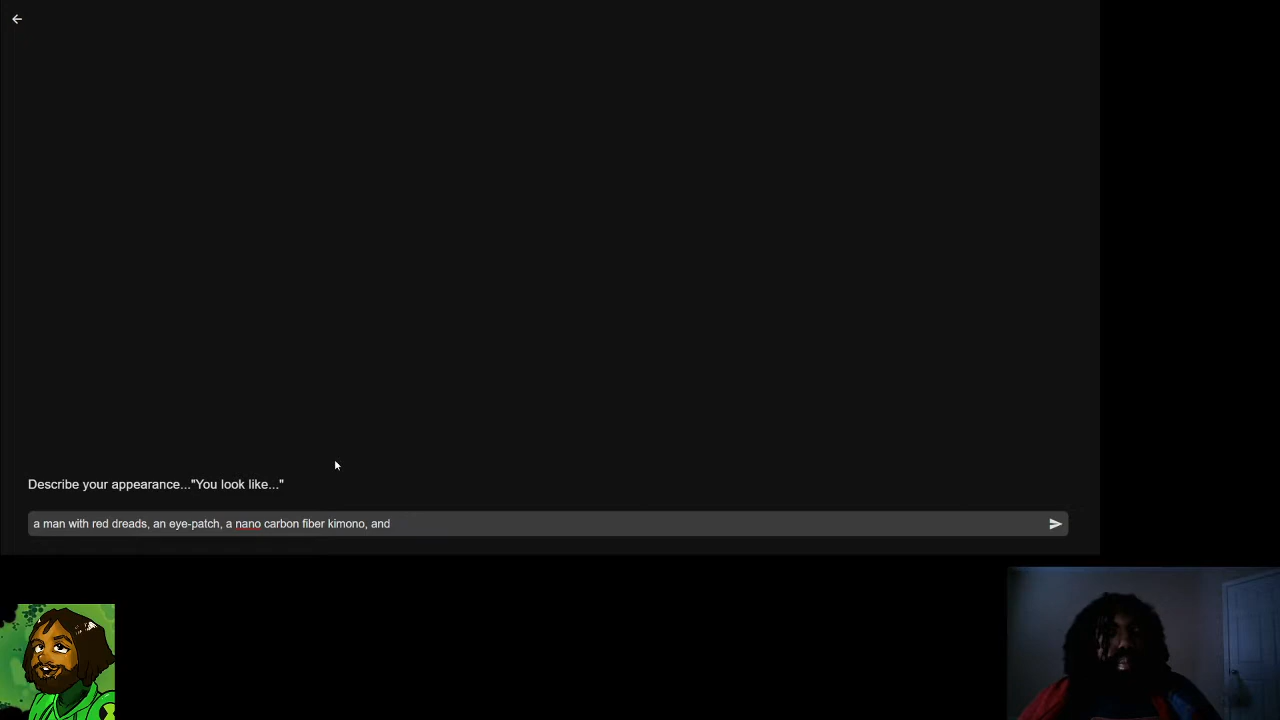 Describe your appearance..."You look like..."
a man with red dreads, an eye-patch, a nano carbon fiber kimono, and